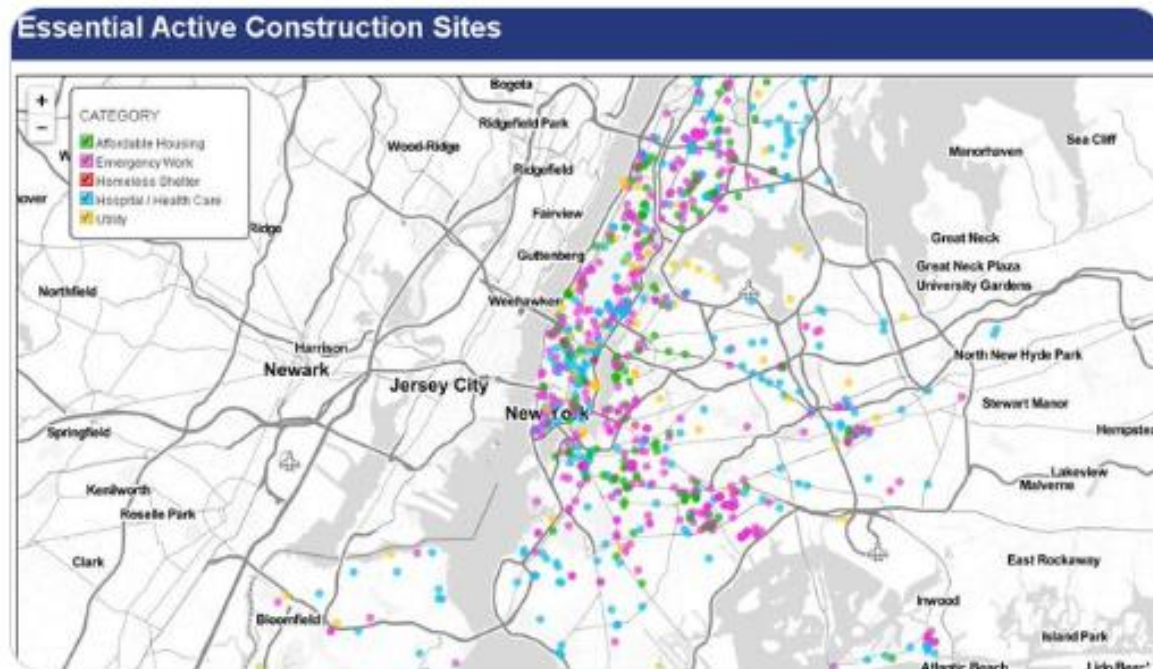 Essential Active Construction Sites
+
−
CATEGORY
Affordable Housing
Emergency Work
Homeless Shelter
Hospital / Health Care
Utility
Bogota
Ridgefield Park
Wood-Ridge
Ridgefield
Manorhaven
Sea Cliff
Ridge
Fairview
Guttenberg
Great Neck
Great Neck Plaza
University Gardens
Northfield
Weehawken
Harrison
Newark
Jersey City
North New Hyde Park
New York
Stewart Manor
Springfield
Hempste
Kenilworth
Lakeview
Malverne
Roselle Park
Clark
East Rockaway
Inwood
Bloomfield
Island Park
Atlantic Beach